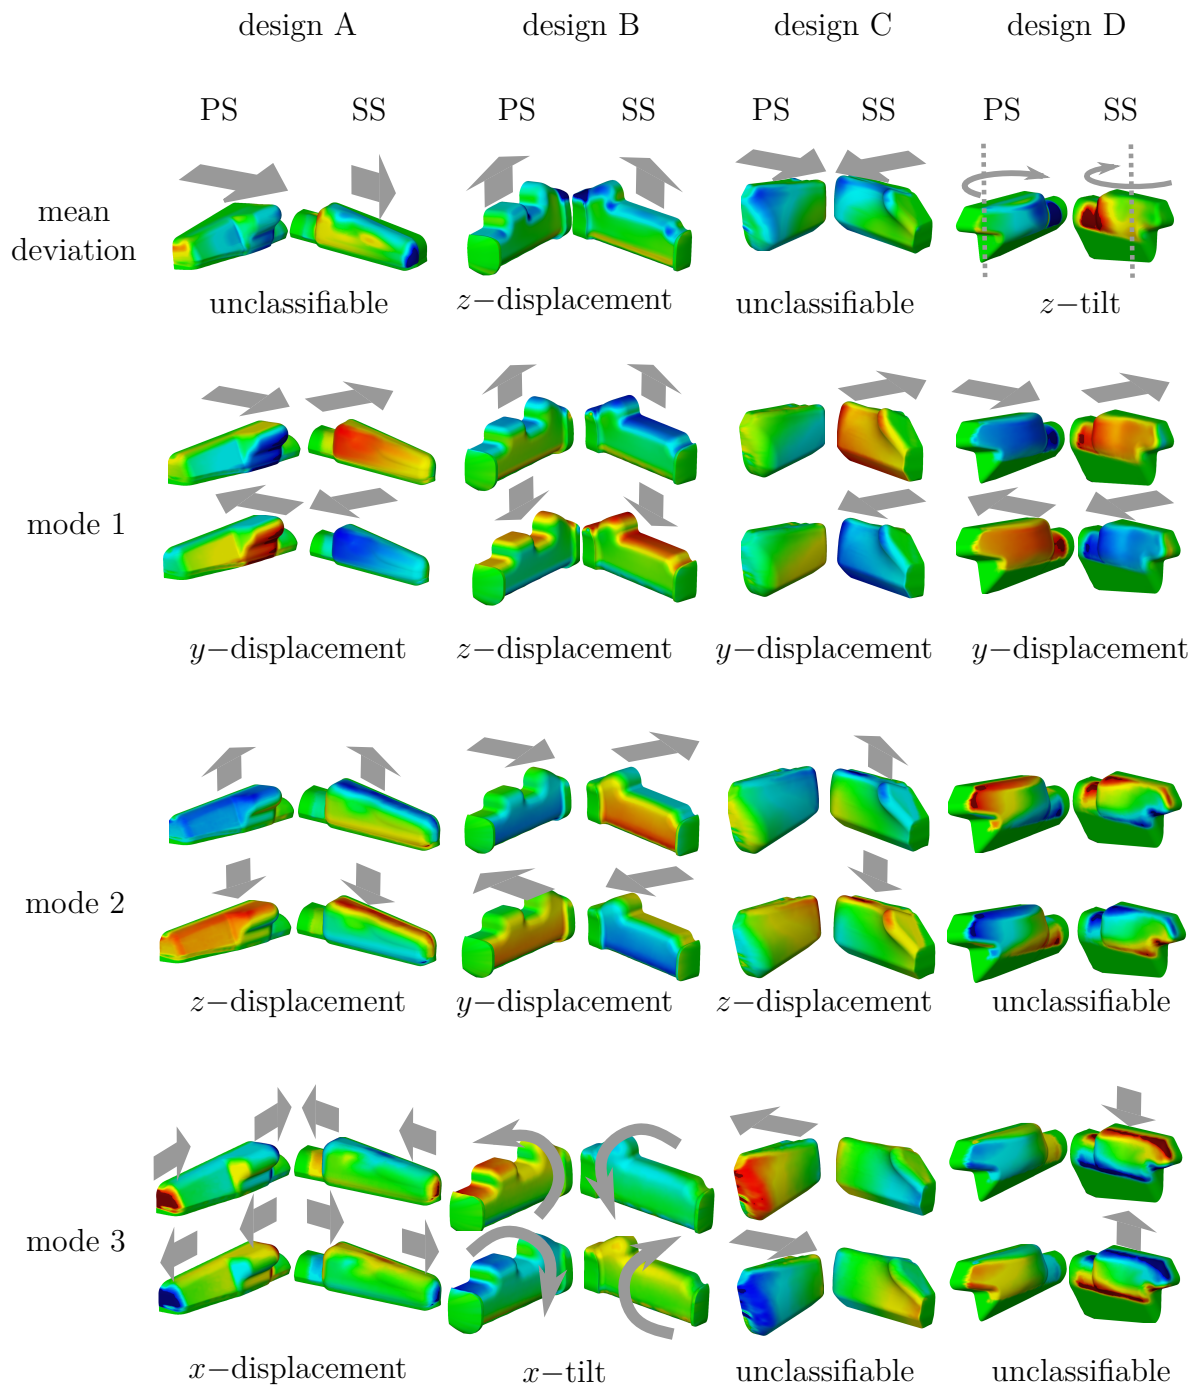 design A design B design C design D
PS SS PS SS PS SS PS SS
mean
deviation
unclassifiable z−displacement unclassifiable z−tilt
mode 1
y−displacement z−displacement y−displacement y−displacement
mode 2
z−displacement y−displacement z−displacement unclassifiable
mode 3
x−displacement x−tilt unclassifiable unclassifiable